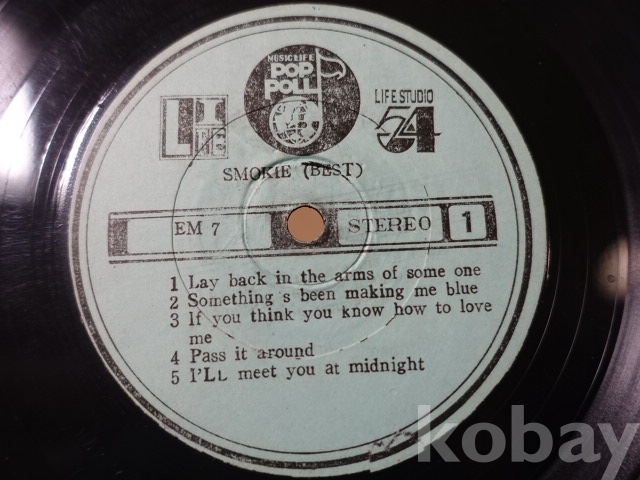 MUSIC LIFE
POP
POLL
LIFE
LIFE STUDIO
54
SMOKIE (BEST)
EM 7 STEREO 1
1 Lay back in the arms of some one
2 Something s been making me blue
3 If you think you know how to love
me
4 Pass it around
5 I'LL meet you at midnight
kobay